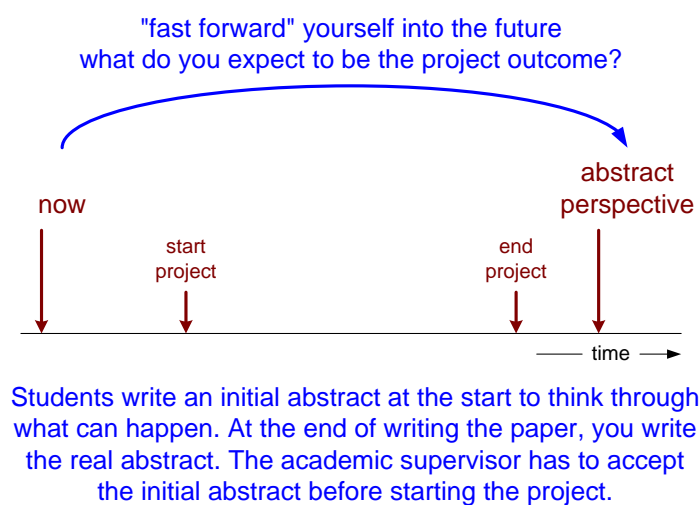 "fast forward" yourself into the future
what do you expect to be the project outcome?
abstract
perspective
now
start
project
end
project
time
Students write an initial abstract at the start to think through
what can happen. At the end of writing the paper, you write
the real abstract. The academic supervisor has to accept
the initial abstract before starting the project.